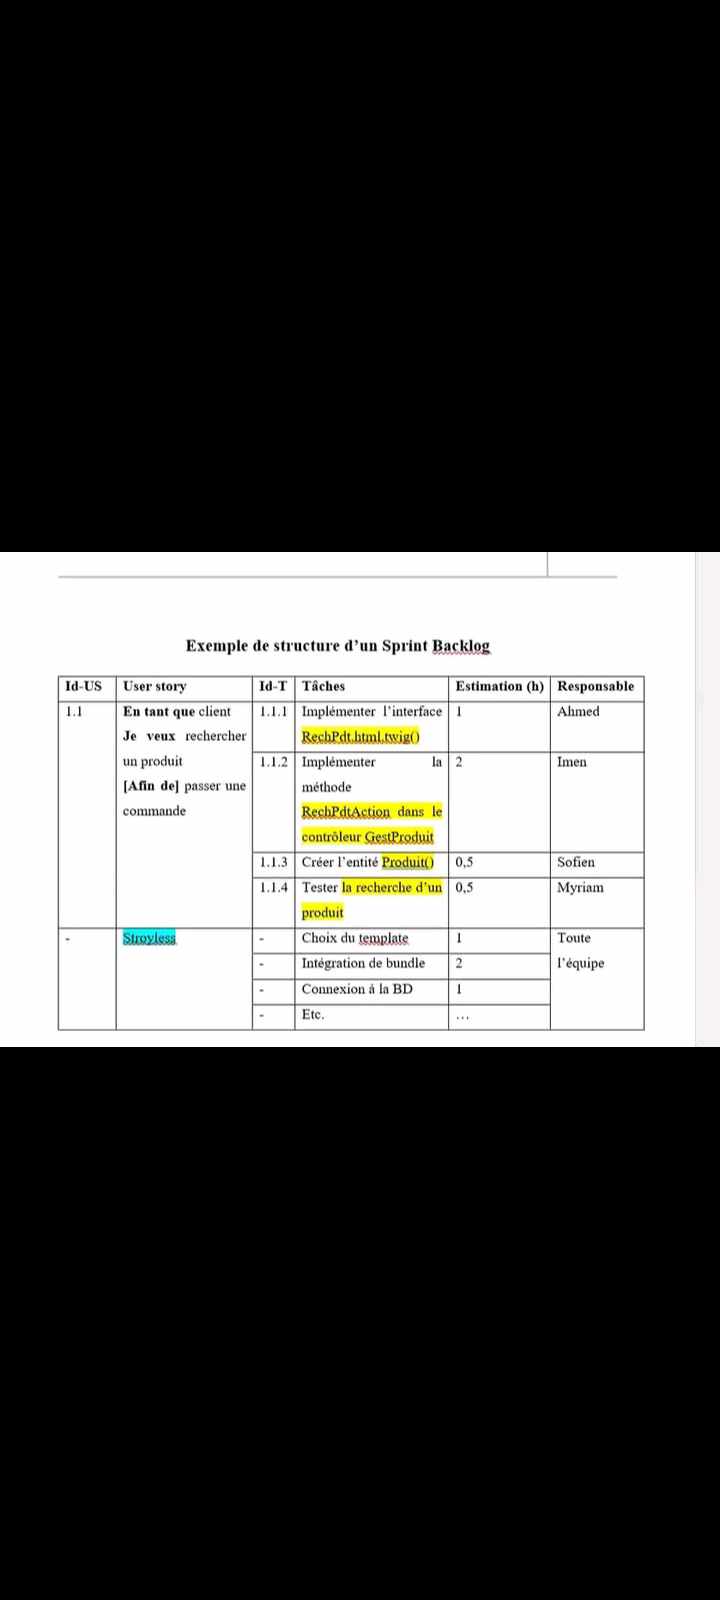 Exemple de structure d'un Sprint Backlog
Id-US User story Id-T Tâches Estimation (h) Responsable
1.1 En tant que client 1.1.1 Implémenter l'interface 1 Ahmed
Je veux rechercher RechPdt.html.twig()
un produit 1.1.2 Implémenter la 2 Imen
[Afin de] passer une méthode
commande RechPdtAction dans le
contrôleur GestProduit
1.1.3 Créer l'entité Produit() 0,5 Sofien
1.1.4 Tester la recherche d'un 0,5 Myriam
produit
- Stroyless - Choix du template 1 Toute
- Intégration de bundle 2 l'équipe
- Connexion à la BD 1
- Etc. ...